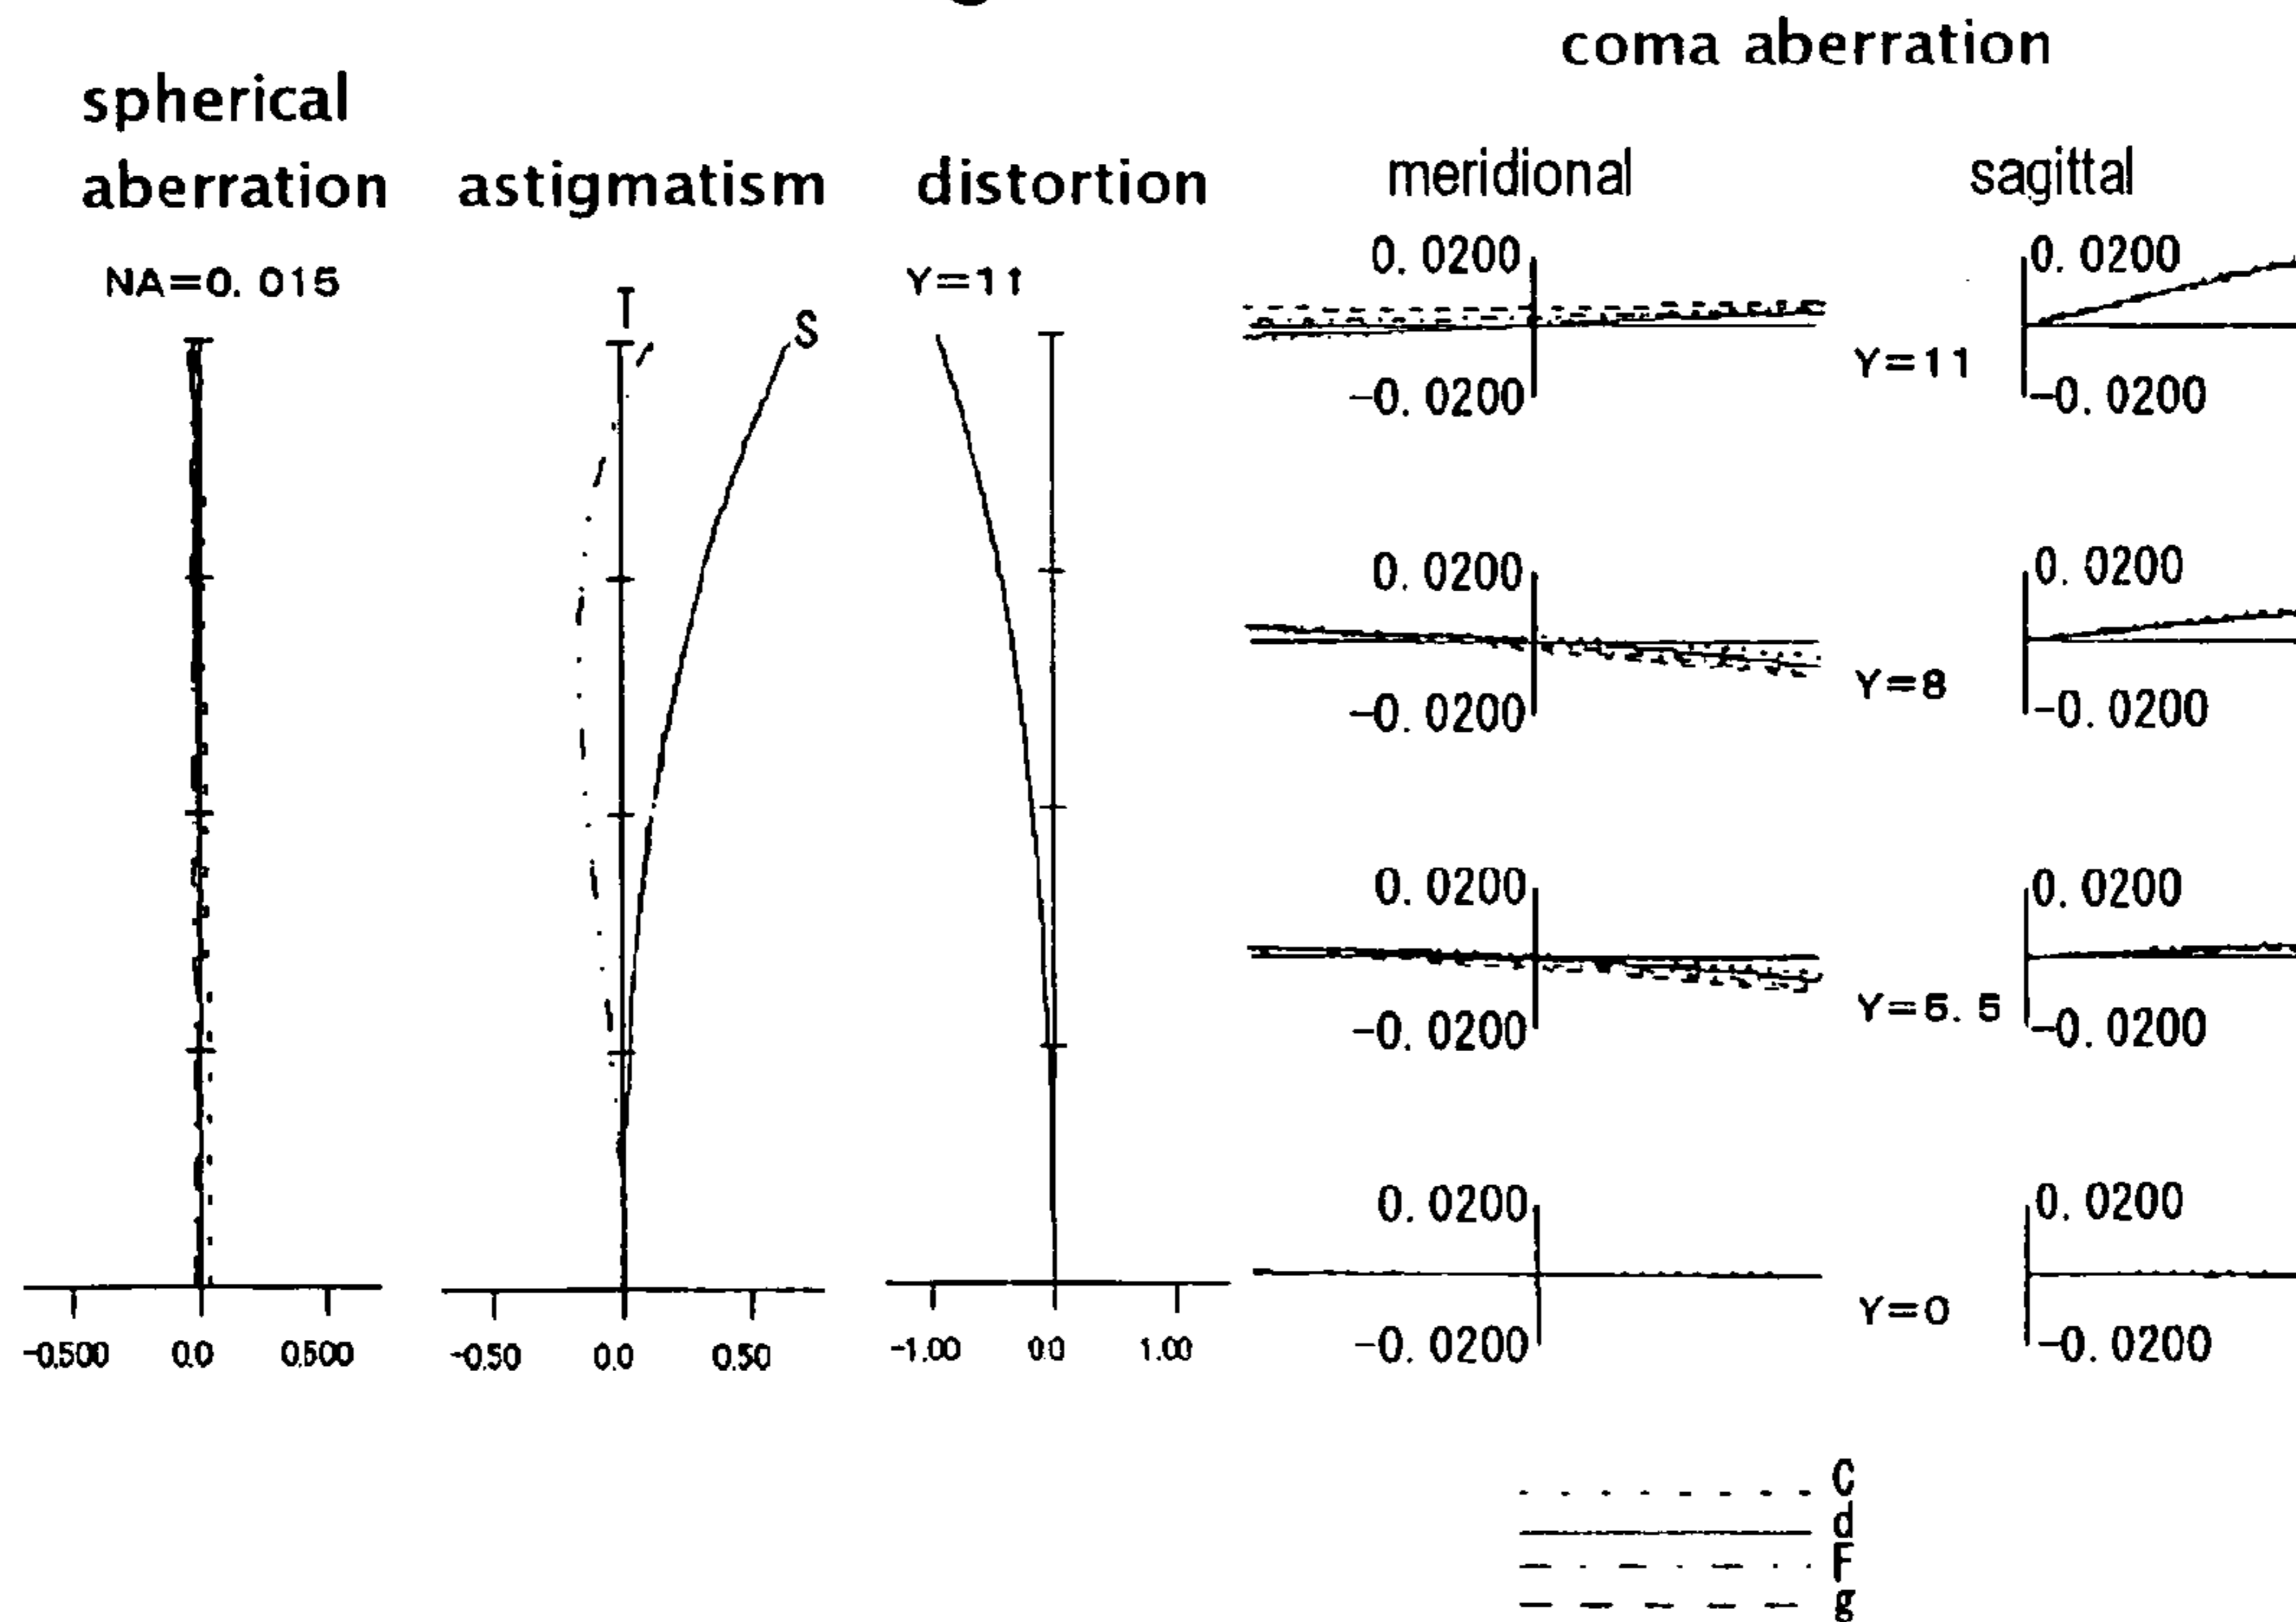 coma aberration
spherical
aberration
astigmatism
distortion
meridional
sagittal
NA=0. 015
T
S
Y=11
0. 0200
-0. 0200
Y=11
0. 0200
-0. 0200
0. 0200
-0. 0200
Y=8
0. 0200
-0. 0200
0. 0200
-0. 0200
Y=5. 5
0. 0200
-0. 0200
0. 0200
-0. 0200
Y=0
0. 0200
-0. 0200
-0.500 0.0 0.500
-0.50 0.0 0.50
-1.00 0.0 1.00
C
d
F
g